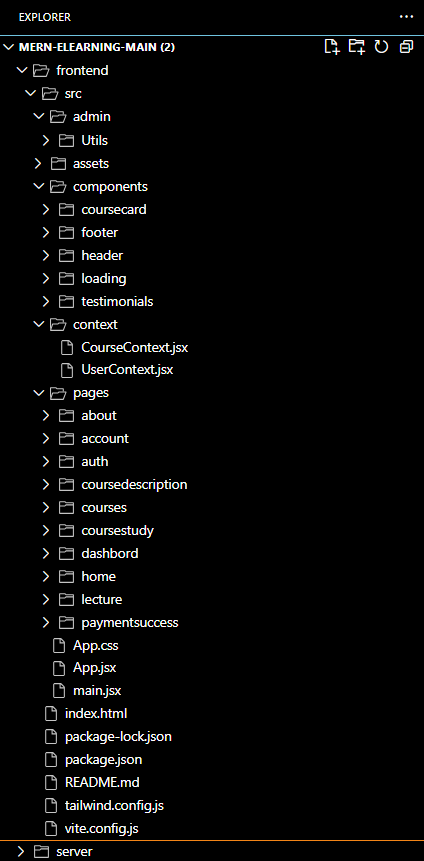 EXPLORER
MERN-ELEARNING-MAIN (2)
frontend
src
admin
Utils
assets
components
coursecard
footer
header
loading
testimonials
context
CourseContext.jsx
UserContext.jsx
pages
about
account
auth
coursedescription
courses
coursestudy
dashbord
home
lecture
paymentsuccess
App.css
App.jsx
main.jsx
index.html
package-lock.json
package.json
README.md
tailwind.config.js
vite.config.js
server